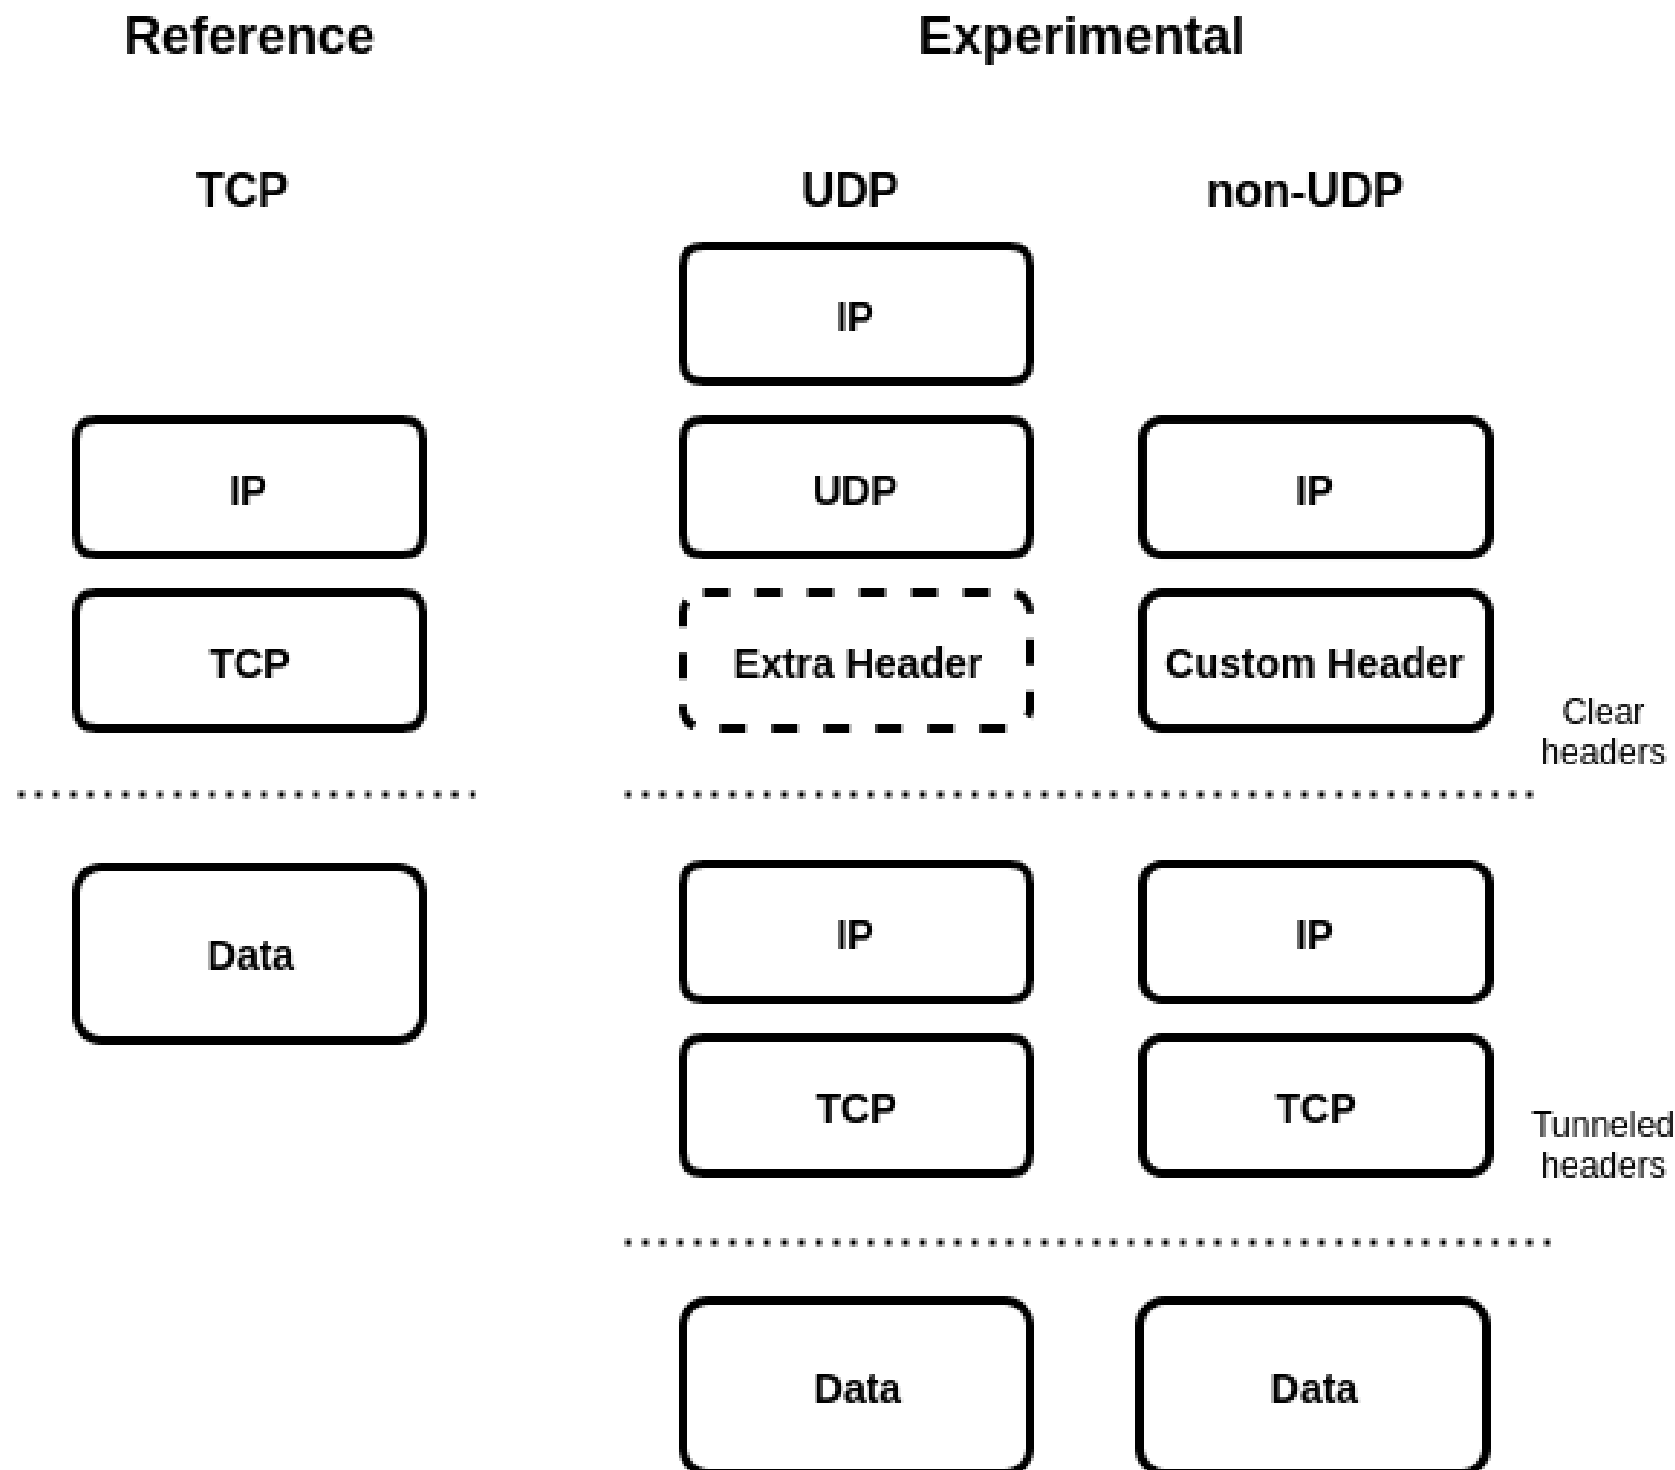 Reference
Experimental
TCP
UDP
non-UDP
IP
IP
UDP
IP
TCP
Extra Header
Custom Header
Clear
headers
Data
IP
IP
TCP
TCP
Tunneled
headers
Data
Data